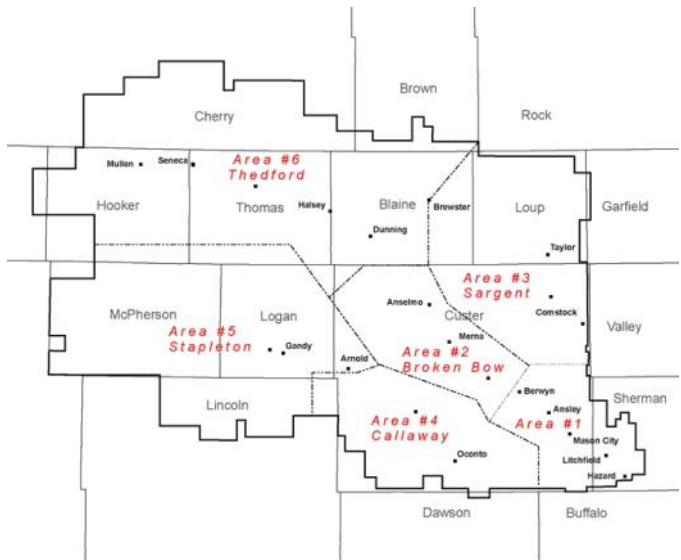 Brown
Cherry
Rock
Area #6
Thedford
Mullen
Seneca
Hooker
Thomas
Halsey
Blaine
Brewster
Dunning
Loup
Garfield
Taylor
Area #3
Sargent
McPherson
Logan
Anselmo
Custer
Comstock
Valley
Area #5
Stapleton
Gandy
Merna
Arnold
Area #2
Broken Bow
Berwyn
Sherman
Lincoln
Area #4
Callaway
Ansley
Area #1
Mason City
Oconto
Litchfield
Hazard
Dawson
Buffalo